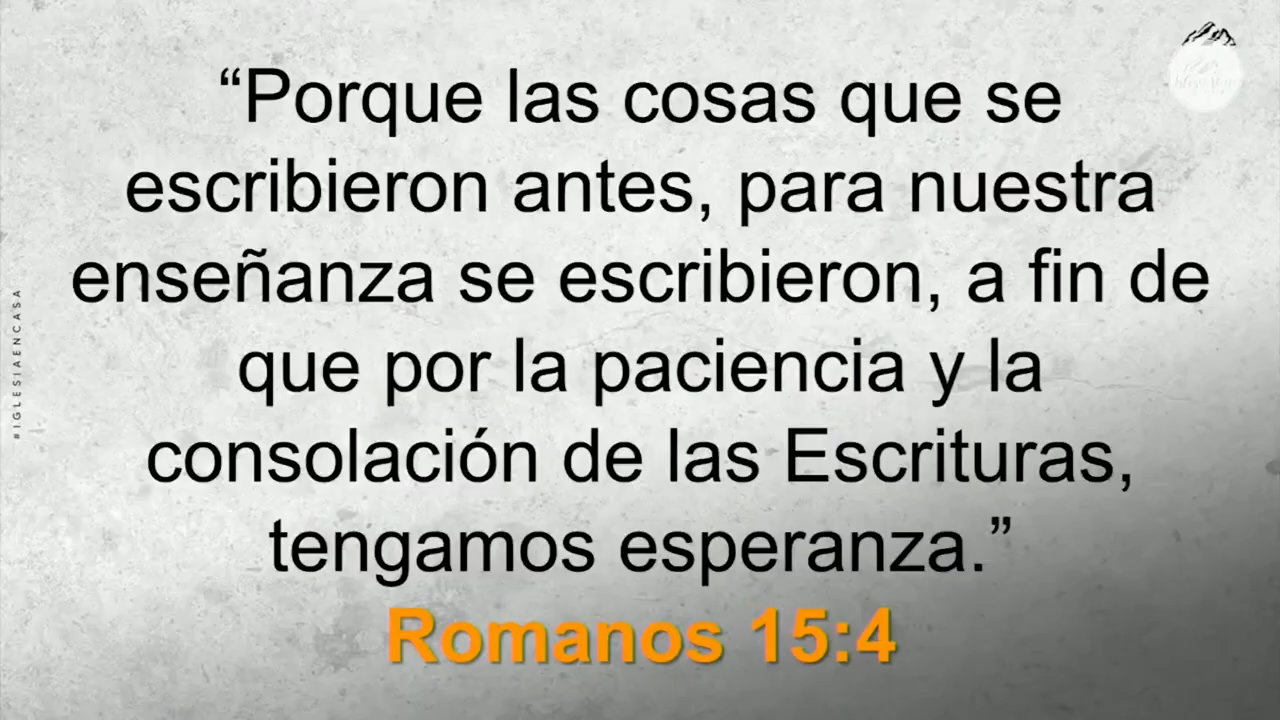 “Porque las cosas que se
escribieron antes, para nuestra
enseñanza se escribieron, a fin de
que por la paciencia y la
consolación de las Escrituras,
tengamos esperanza.”
Romanos 15:4
#IGLESIAENCASA